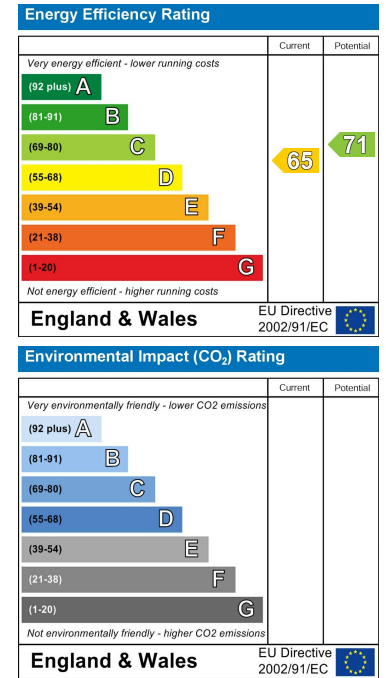 Energy Efficiency Rating
Current Potential
Very energy efficient - lower running costs
(92 plus) A
(81-91) B
(69-80) C
71
(55-68) D
65
(39-54) E
(21-38) F
(1-20) G
Not energy efficient - higher running costs
England & Wales
EU Directive
2002/91/EC
Environmental Impact (CO₂) Rating
Current Potential
Very environmentally friendly - lower CO2 emissions
(92 plus) A
(81-91) B
(69-80) C
(55-68) D
(39-54) E
(21-38) F
(1-20) G
Not environmentally friendly - higher CO2 emissions
England & Wales
EU Directive
2002/91/EC